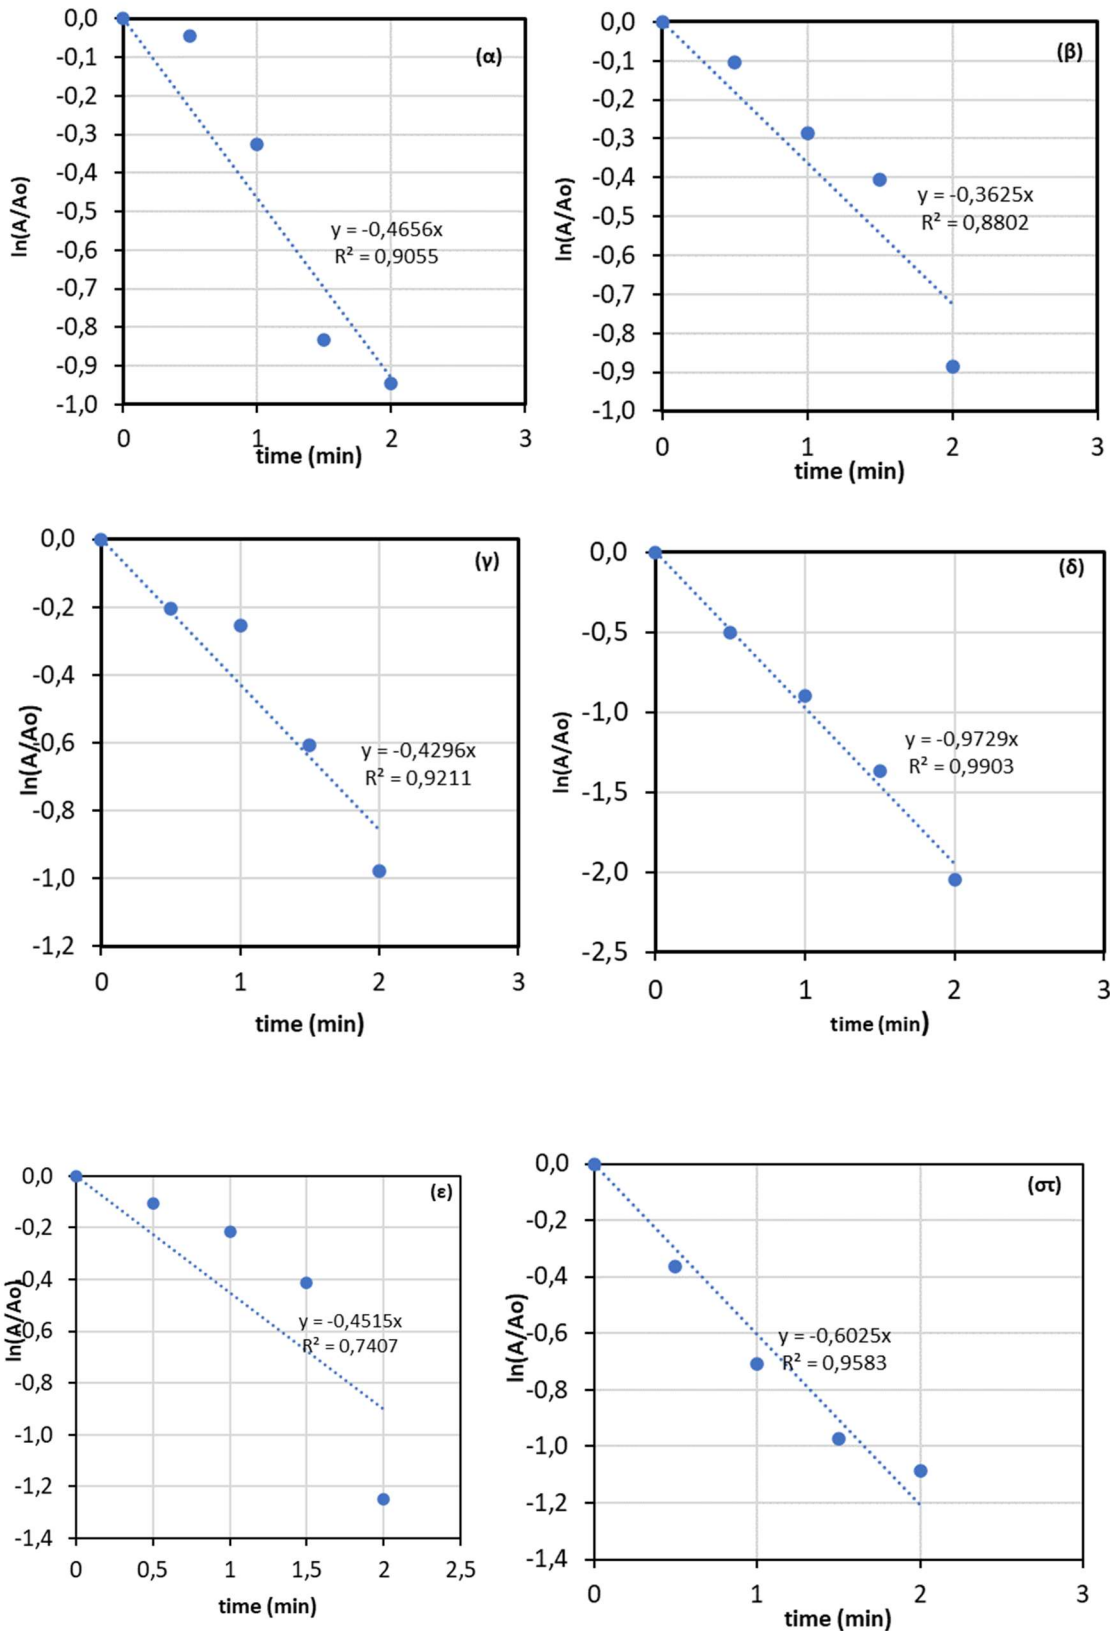 (α)
0,0
-0,1
-0,2
-0,3
-0,4
-0,5
-0,6
-0,7
-0,8
-0,9
-1,0
ln(A/Ao)
y = -0,4656x
R² = 0,9055
0 1 2 3
time (min)
(β)
0,0
-0,1
-0,2
-0,3
-0,4
-0,5
-0,6
-0,7
-0,8
-0,9
-1,0
ln(A/Ao)
y = -0,3625x
R² = 0,8802
0 1 2 3
time (min)
(γ)
0,0
-0,2
-0,4
-0,6
-0,8
-1,0
-1,2
ln(A/Ao)
y = -0,4296x
R² = 0,9211
0 1 2 3
time (min)
(δ)
0,0
-0,5
-1,0
-1,5
-2,0
-2,5
ln(A/Ao)
y = -0,9729x
R² = 0,9903
0 1 2 3
time (min)
(ε)
0,0
-0,2
-0,4
-0,6
-0,8
-1,0
-1,2
-1,4
ln(A/Ao)
y = -0,4515x
R² = 0,7407
0 0,5 1 1,5 2 2,5
time (min)
(στ)
0,0
-0,2
-0,4
-0,6
-0,8
-1,0
-1,2
-1,4
ln(A/Ao)
y = -0,6025x
R² = 0,9583
0 1 2 3
time (min)